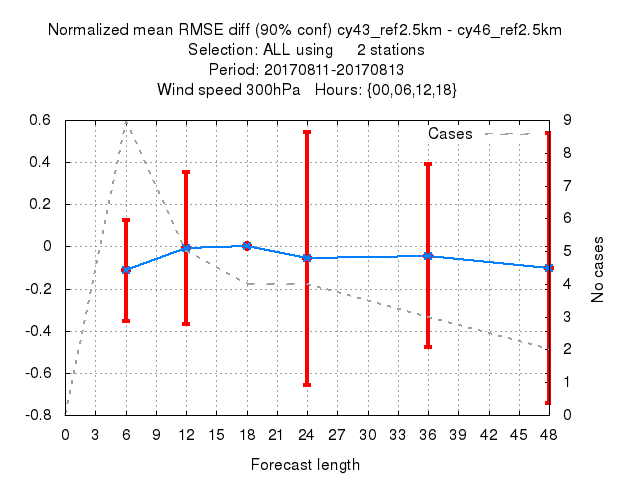 Normalized mean RMSE diff (90% conf) cy43_ref2.5km - cy46_ref2.5km
Selection: ALL using 2 stations
Period: 20170811-20170813
Wind speed 300hPa Hours: {00,06,12,18}
0.6
0.4
0.2
0
-0.2
-0.4
-0.6
-0.8
Cases
9
8
7
6
5
4
3
2
1
0
No cases
0 3 6 9 12 15 18 21 24 27 30 33 36 39 42 45 48
Forecast length